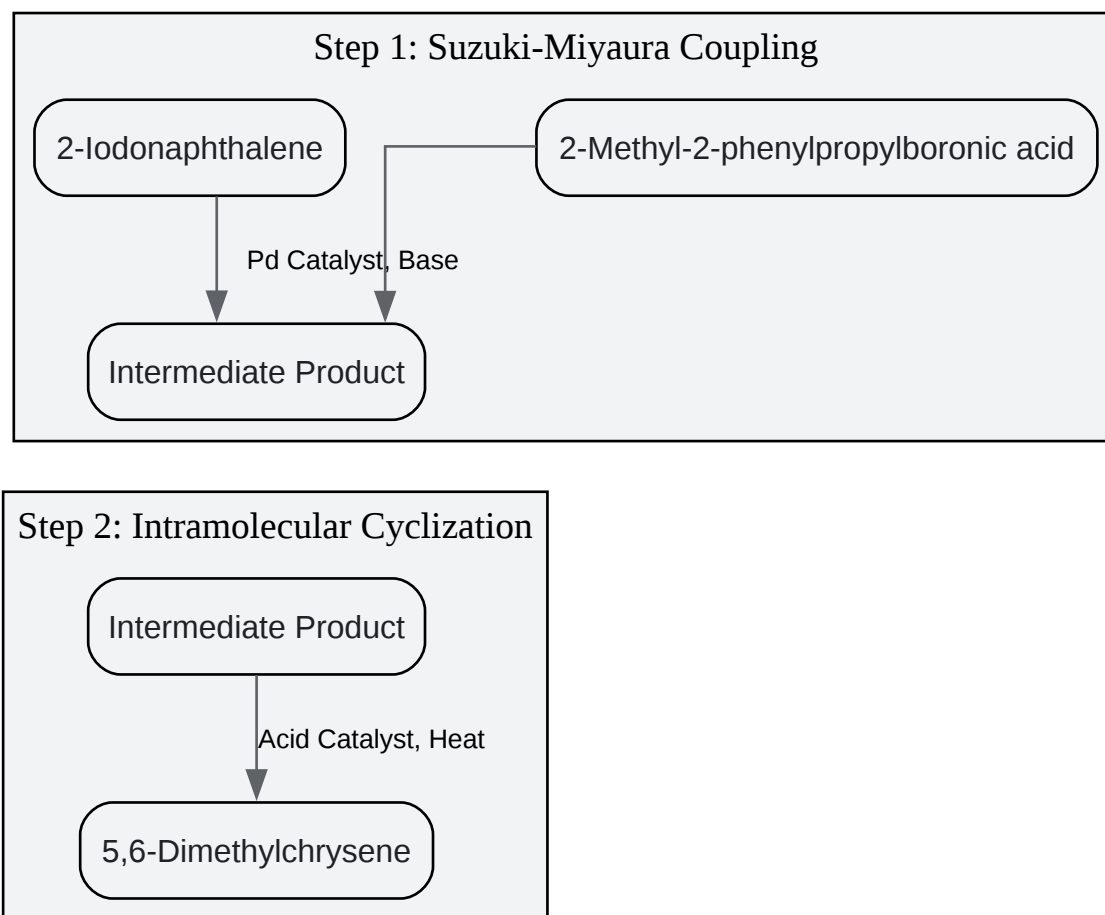 Step 1: Suzuki-Miyaura Coupling
2-Iodonaphthalene
2-Methyl-2-phenylpropylboronic acid
Pd Catalyst, Base
Intermediate Product
Step 2: Intramolecular Cyclization
Intermediate Product
Acid Catalyst, Heat
5,6-Dimethylchrysene